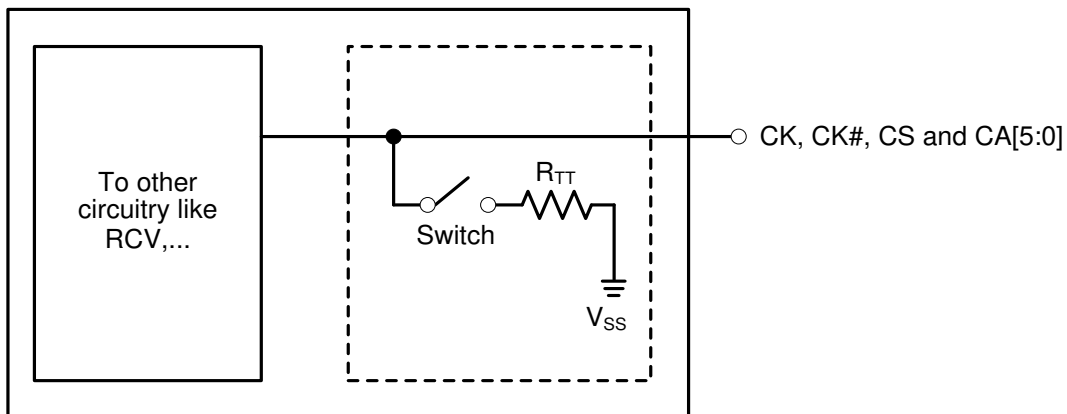 CK, CK#, CS and CA[5:0]
To other
circuitry like
RCV,...
RTT
Switch
VSS